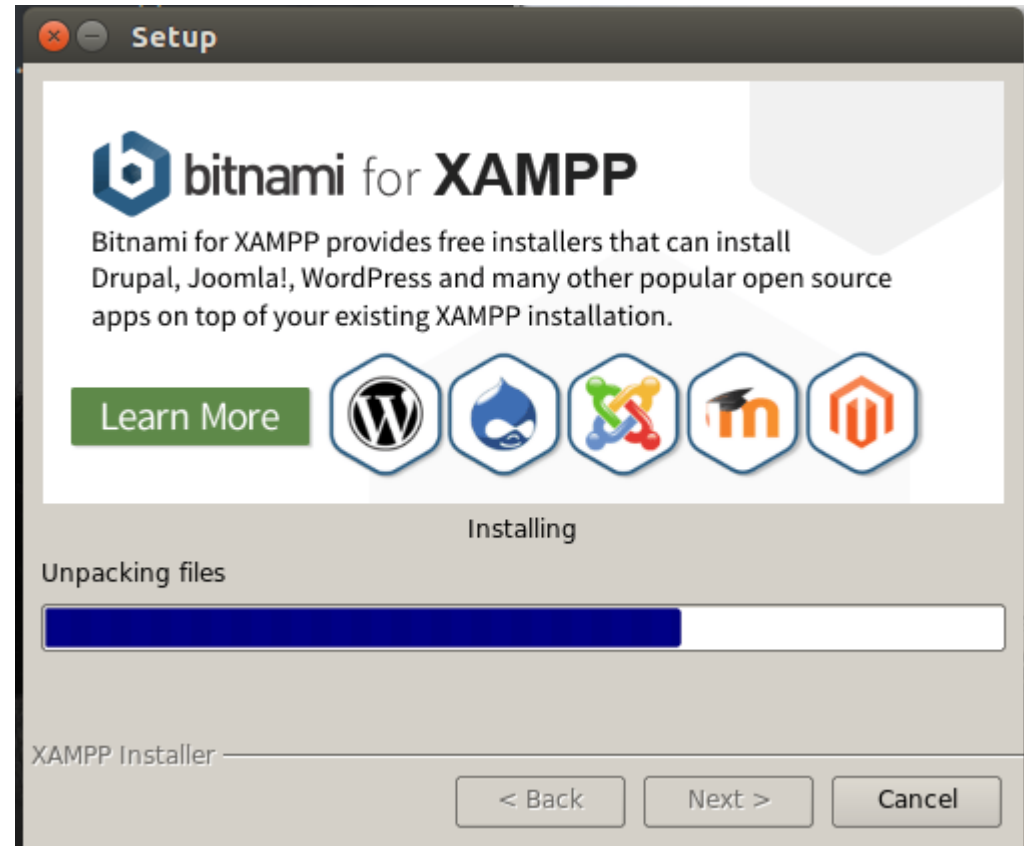 Setup
bitnami for XAMPP
Bitnami for XAMPP provides free installers that can install
Drupal, Joomla!, WordPress and many other popular open source
apps on top of your existing XAMPP installation.
Learn More
Installing
Unpacking files
XAMPP Installer
< Back Next > Cancel